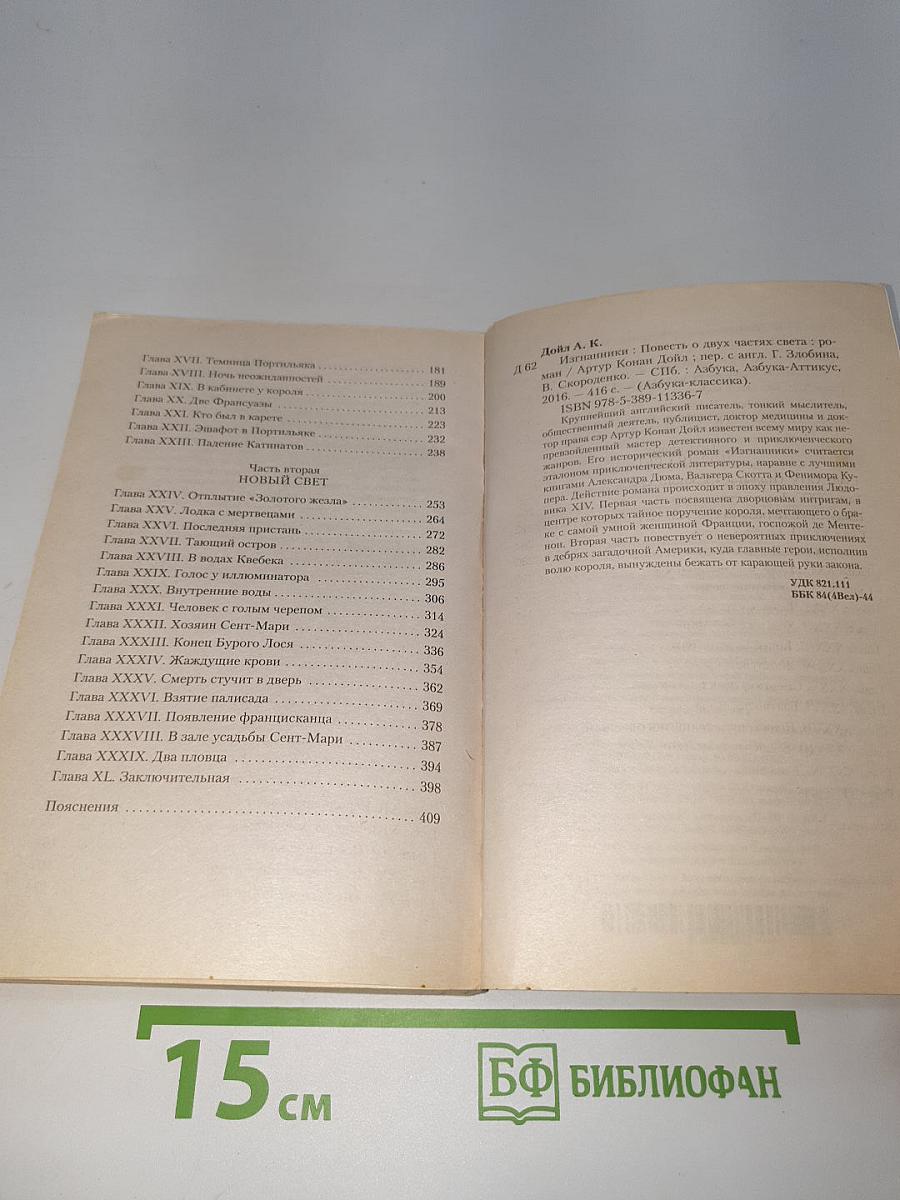 Глава XVII. Темница Портильяка 181
Глава XVIII. Ночь неожиданностей 189
Глава XIX. В кабинете у короля 200
Глава XX. Две Франсуазы 213
Глава XXI. Кто был в карете 223
Глава XXII. Эшафот в Портильяке 232
Глава XXIII. Падение Катинатов 238
Часть вторая
НОВЫЙ СВЕТ
Глава XXIV. Отплытие «Золотого жезла» 253
Глава XXV. Лодка с мертвецами 264
Глава XXVI. Последняя пристань 272
Глава XXVII. Тающий остров 282
Глава XXVIII. В водах Квебека 286
Глава XXIX. Голос у иллюминатора 295
Глава XXX. Внутренние воды 306
Глава XXXI. Человек с голым черепом 314
Глава XXXII. Хозяин Сент-Мари 324
Глава XXXIII. Конец Бурого Лося 336
Глава XXXIV. Жаждущие крови 354
Глава XXXV. Смерть стучит в дверь 362
Глава XXXVI. Взятие палисада 369
Глава XXXVII. Появление францисканца 378
Глава XXXVIII. В зале усадьбы Сент-Мари 387
Глава XXXIX. Два пловца 394
Глава XL. Заключительная 398
Пояснения 409
Дойл А. К.
Д 62 Изгнанники : Повесть о двух частях света : ро-
ман / Артур Конан Дойл ; пер. с англ. Г. Злобина,
В. Скороденко. — СПб. : Азбука, Азбука-Аттикус,
2016. — 416 с. — (Азбука-классика).
ISBN 978-5-389-11336-7
Крупнейший английский писатель, тонкий мыслитель,
общественный деятель, публицист, доктор медицины и док-
тор права сэр Артур Конан Дойл известен всему миру как не-
превзойденный мастер детективного и приключенческого
жанров. Его исторический роман «Изгнанники» считается
эталоном приключенческой литературы, наравне с лучшими
книгами Александра Дюма, Вальтера Скотта и Фенимора Ку-
пера. Действие романа происходит в эпоху правления Людо-
вика XIV. Первая часть посвящена дворцовым интригам, в
центре которых тайное поручение короля, мечтающего о бра-
ке с самой умной женщиной Франции, госпожой де Менте-
нон. Вторая часть повествует о невероятных приключениях
в дебрях загадочной Америки, куда главные герои, исполнив
волю короля, вынуждены бежать от карающей руки закона.
УДК 821.111
ББК 84(4Вел)-44
15 см
БФ БИБЛИОФАН